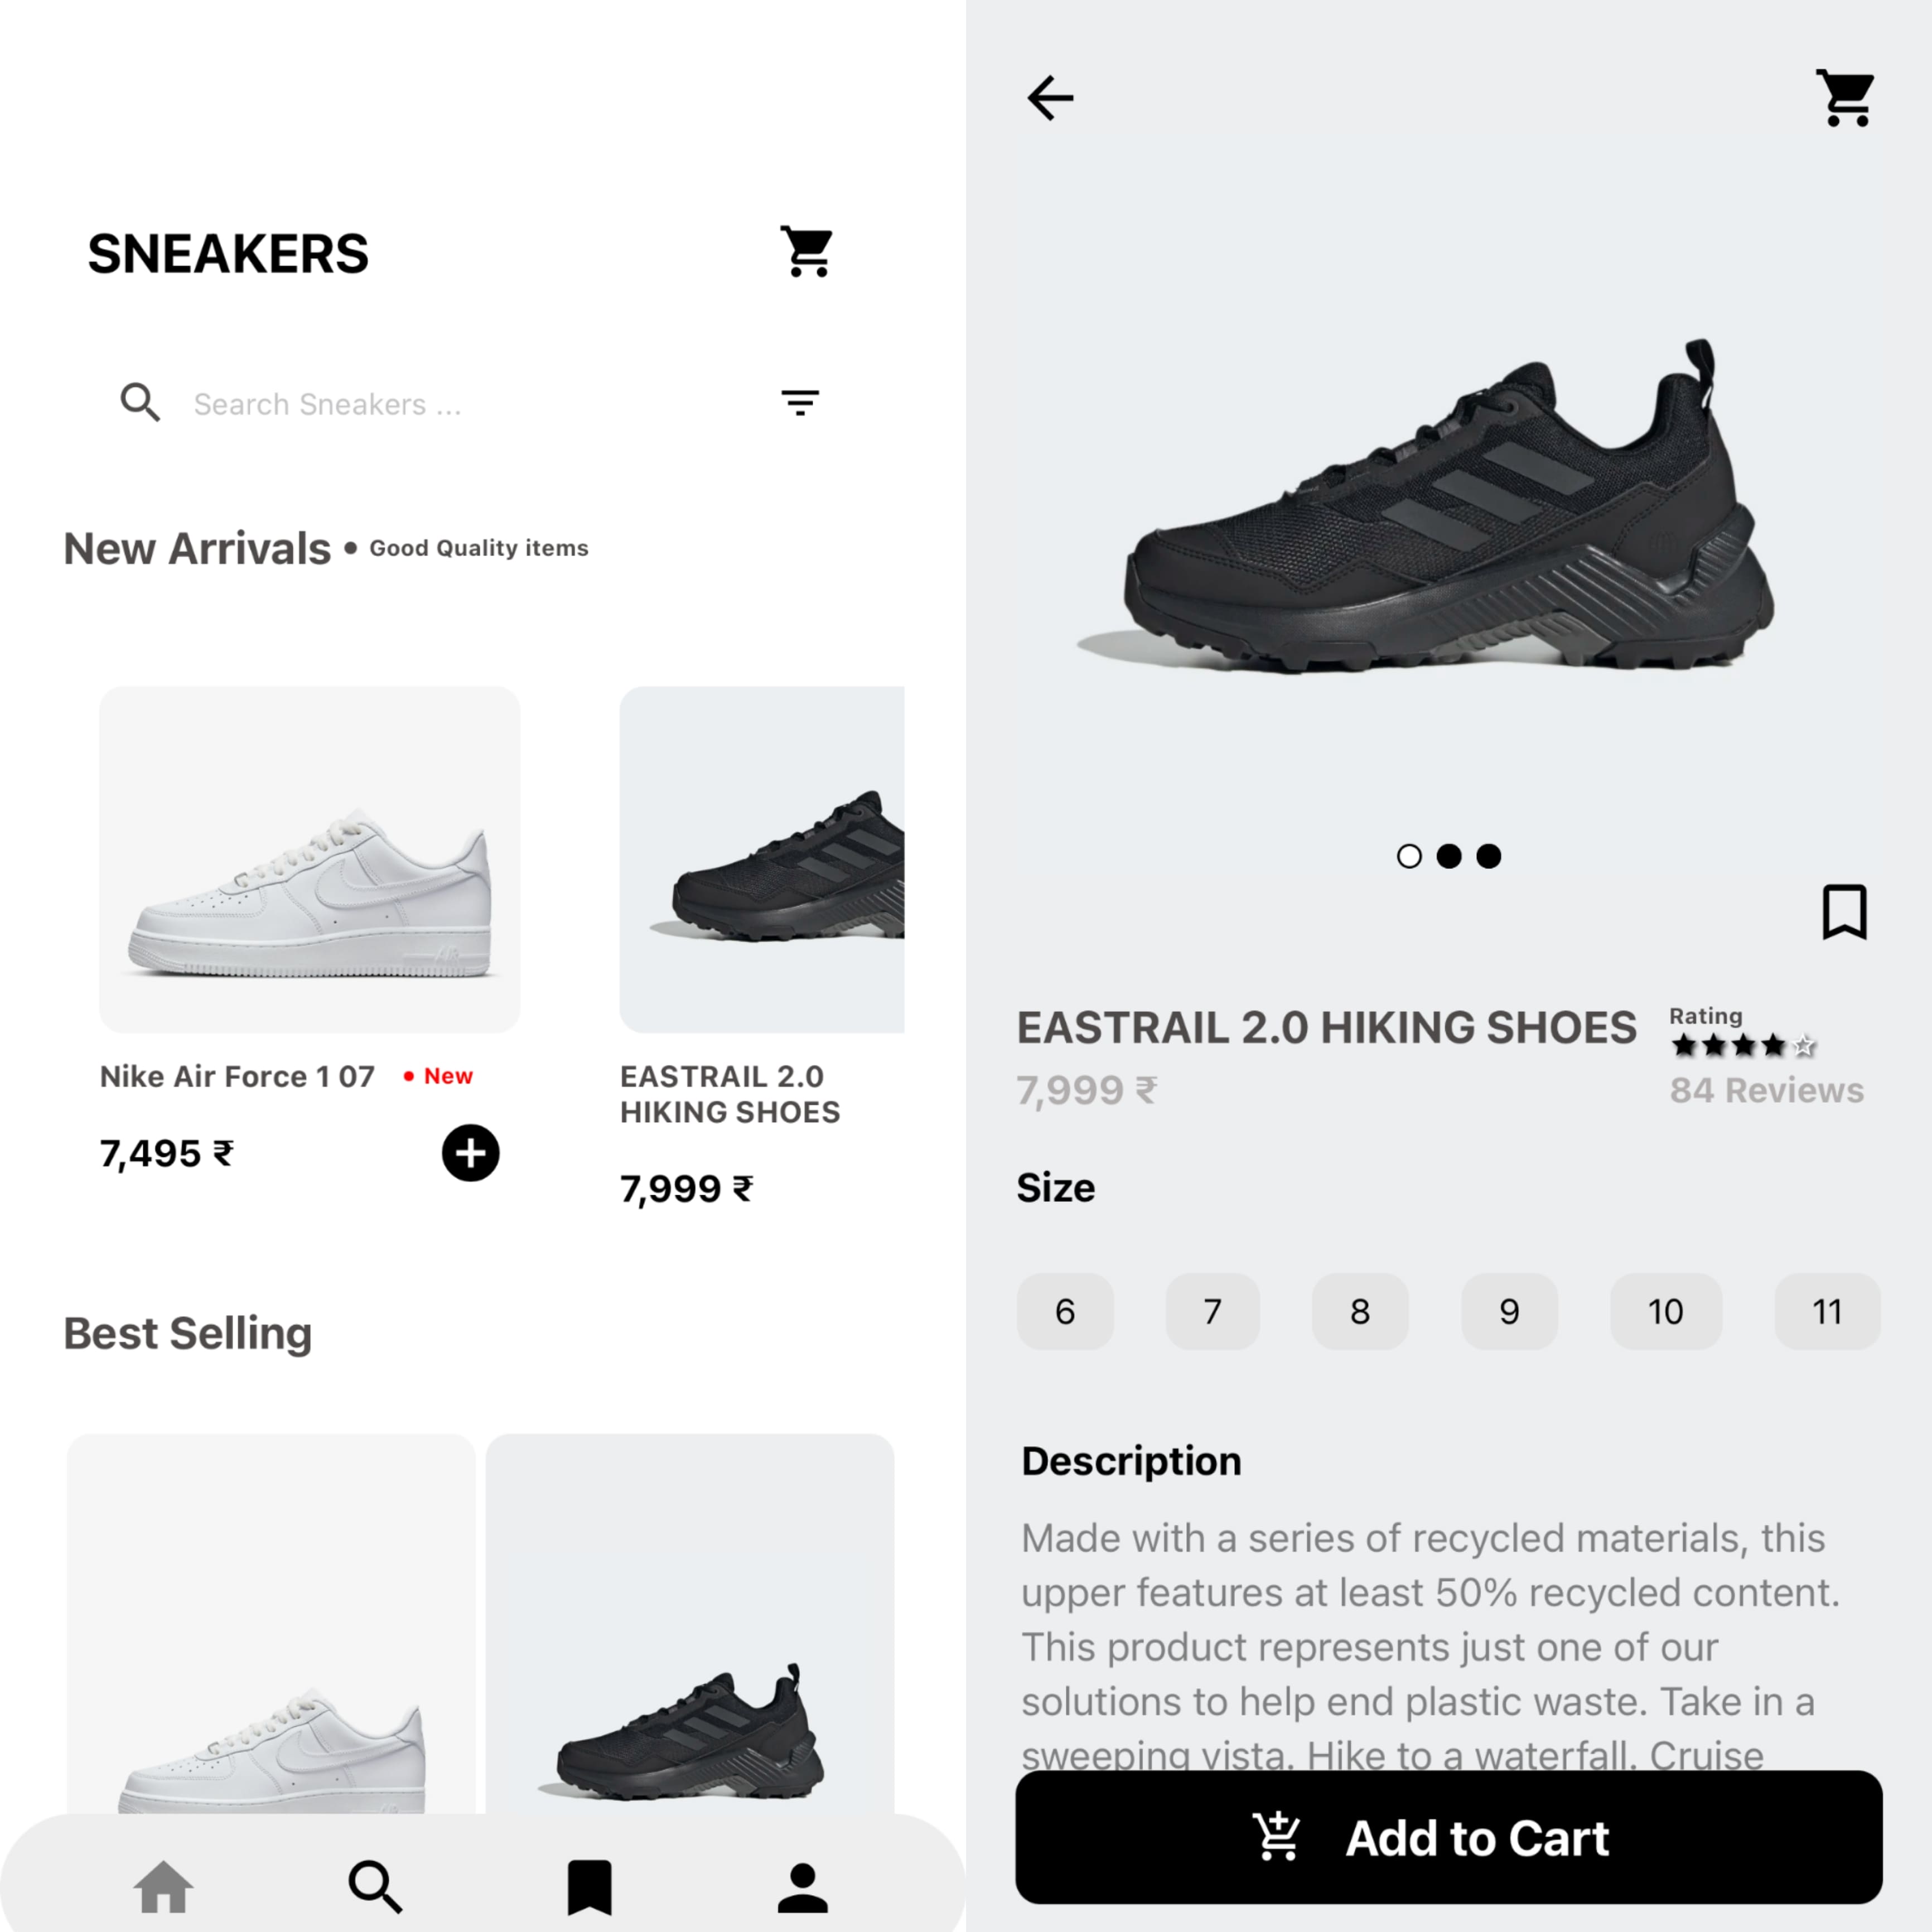 SNEAKERS
Search Sneakers ...
New Arrivals • Good Quality items
Nike Air Force 1 07 • New
7,495 ₹
EASTRAIL 2.0
HIKING SHOES
7,999 ₹
Best Selling
EASTRAIL 2.0 HIKING SHOES
7,999 ₹
Rating
84 Reviews
Size
6 7 8 9 10 11
Description
Made with a series of recycled materials, this
upper features at least 50% recycled content.
This product represents just one of our
solutions to help end plastic waste. Take in a
sweeping vista. Hike to a waterfall. Cruise
Add to Cart